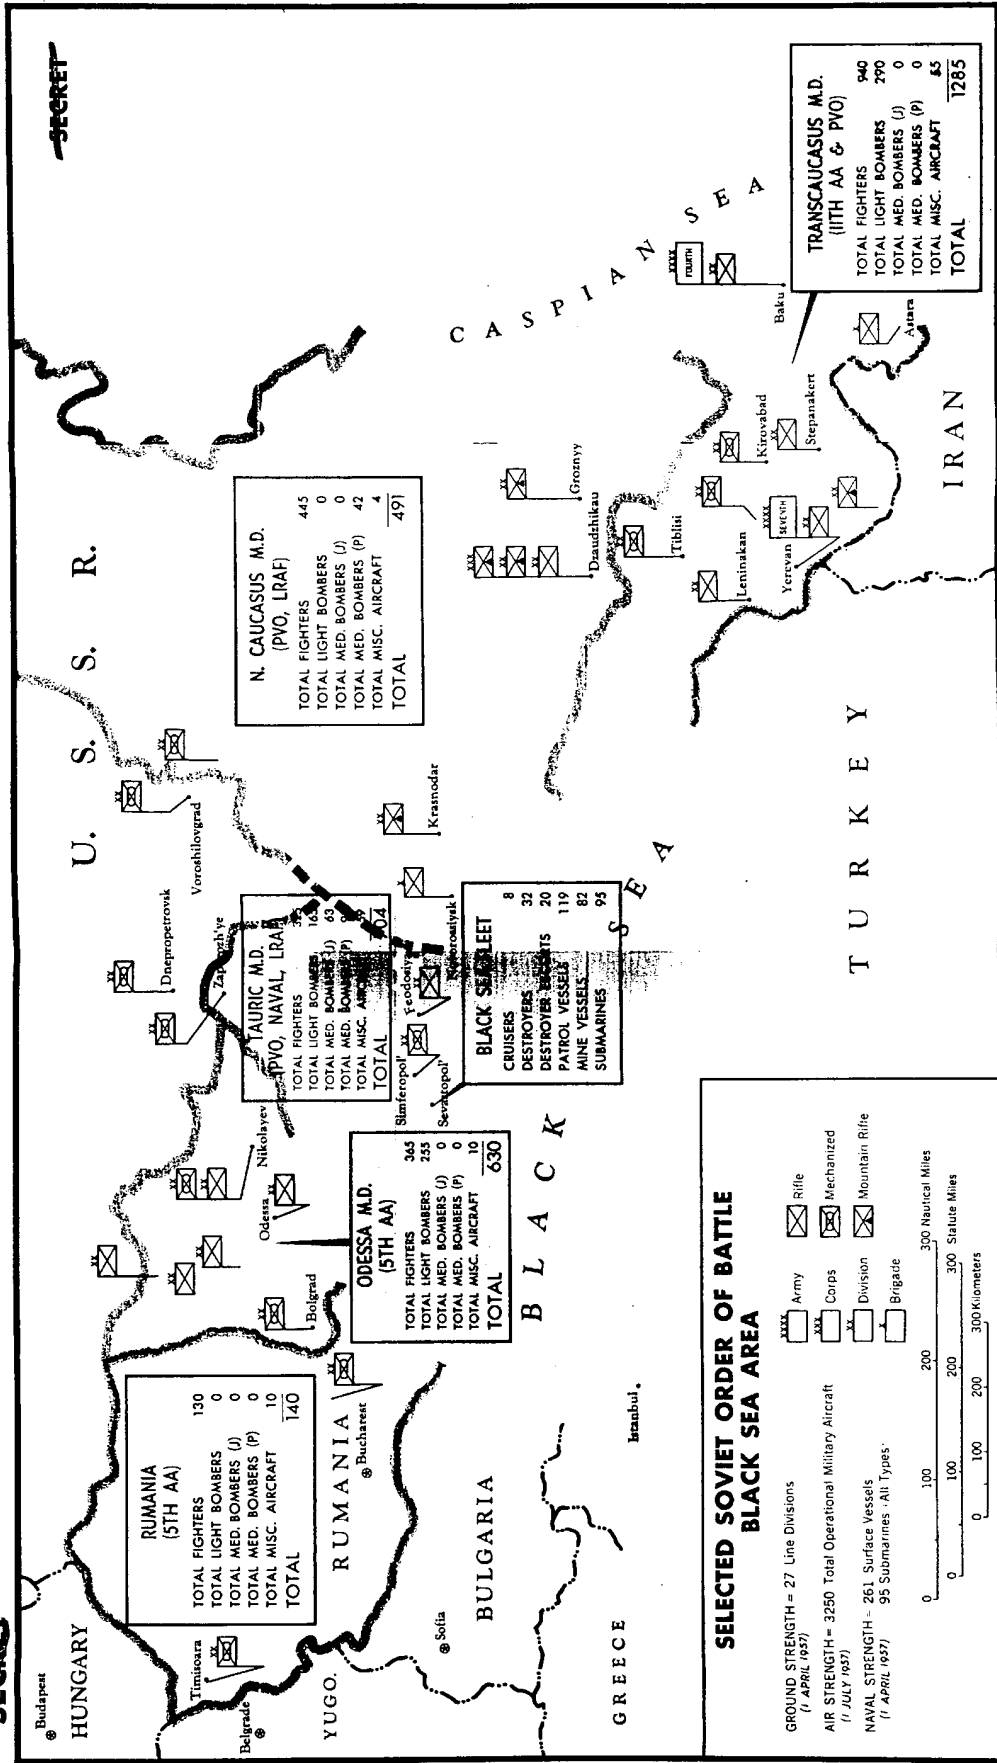 SECRET
U. S. S. R.
CASPIAN SEA
BLACK SEA
HUNGARY
RUMANIA
YUGO.
BULGARIA
GREECE
TURKEY
IRAN
Budapest
Belgrade
Timisoara
Sofia
Bucharest
Istanbul
Bolgrad
Odessa
Nikolayev
Dnepropetrovsk
Voroshilovgrad
Simferopol'
Sevastopol'
Krasnodar
Groznyy
Dzaudzhikau
Tiblisi
Leninakan
Yerevan
SEVENTH
Kirovabad
Stepanakert
Baku
FOURTH
Astara
RUMANIA
(5TH AA)
TOTAL FIGHTERS 130
TOTAL LIGHT BOMBERS 0
TOTAL MED. BOMBERS (J) 0
TOTAL MED. BOMBERS (P) 0
TOTAL MISC. AIRCRAFT 10
TOTAL 140
ODESSA M.D.
(5TH AA)
TOTAL FIGHTERS 365
TOTAL LIGHT BOMBERS 255
TOTAL MED. BOMBERS (J) 0
TOTAL MED. BOMBERS (P) 0
TOTAL MISC. AIRCRAFT 10
TOTAL 630
TAURIC M.D.
(PVO, NAVAL, LRAF)
TOTAL FIGHTERS
TOTAL LIGHT BOMBERS
TOTAL MED. BOMBERS (J) 63
TOTAL MED. BOMBERS (P)
TOTAL MISC. AIRCRAFT
TOTAL
BLACK SEA FLEET
CRUISERS 8
DESTROYERS 32
DESTROYER ESCORTS 20
PATROL VESSELS 119
MINE VESSELS 82
SUBMARINES 95
N. CAUCASUS M.D.
(PVO, LRAF)
TOTAL FIGHTERS 445
TOTAL LIGHT BOMBERS 0
TOTAL MED. BOMBERS (J) 0
TOTAL MED. BOMBERS (P) 42
TOTAL MISC. AIRCRAFT 4
TOTAL 491
TRANSCAUCASUS M.D.
(11TH AA & PVO)
TOTAL FIGHTERS 940
TOTAL LIGHT BOMBERS 290
TOTAL MED. BOMBERS (J) 0
TOTAL MED. BOMBERS (P) 0
TOTAL MISC. AIRCRAFT
TOTAL 1285
SELECTED SOVIET ORDER OF BATTLE
BLACK SEA AREA
GROUND STRENGTH = 27 Line Divisions
(1 APRIL 1957)
AIR STRENGTH = 3250 Total Operational Military Aircraft
(1 JULY 1957)
NAVAL STRENGTH = 261 Surface Vessels
(1 APRIL 1957) 95 Submarines (All Types)
XXXX Army
XXX Corps
XX Division
X Brigade
Rifle
Mechanized
Mountain Rifle
0 100 200 300 Nautical Miles
0 100 200 300 Statute Miles
0 100 200 300 Kilometers